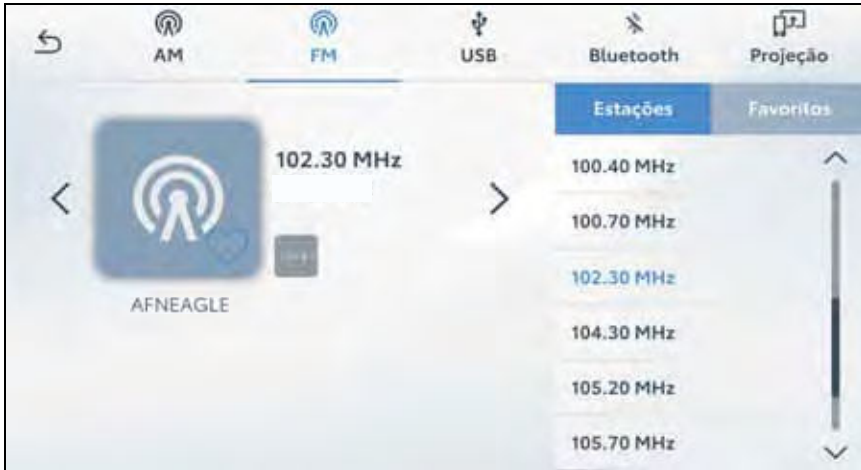 AM
FM
USB
Bluetooth
Projeção
Estações
Favoritos
102.30 MHz
AFNEAGLE
100.40 MHz
100.70 MHz
102.30 MHz
104.30 MHz
105.20 MHz
105.70 MHz